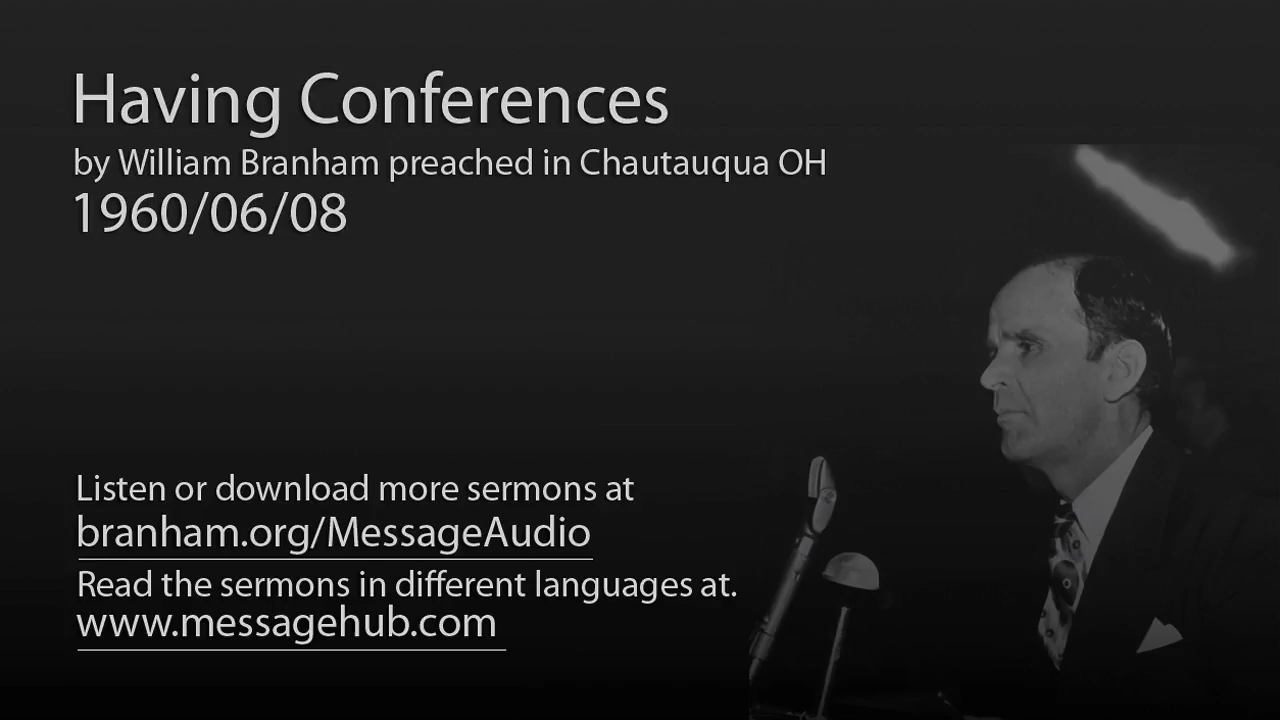 Having Conferences
by William Branham preached in Chautauqua OH
1960/06/08
Listen or download more sermons at
branham.org/MessageAudio
Read the sermons in different languages at.
www.messagehub.com